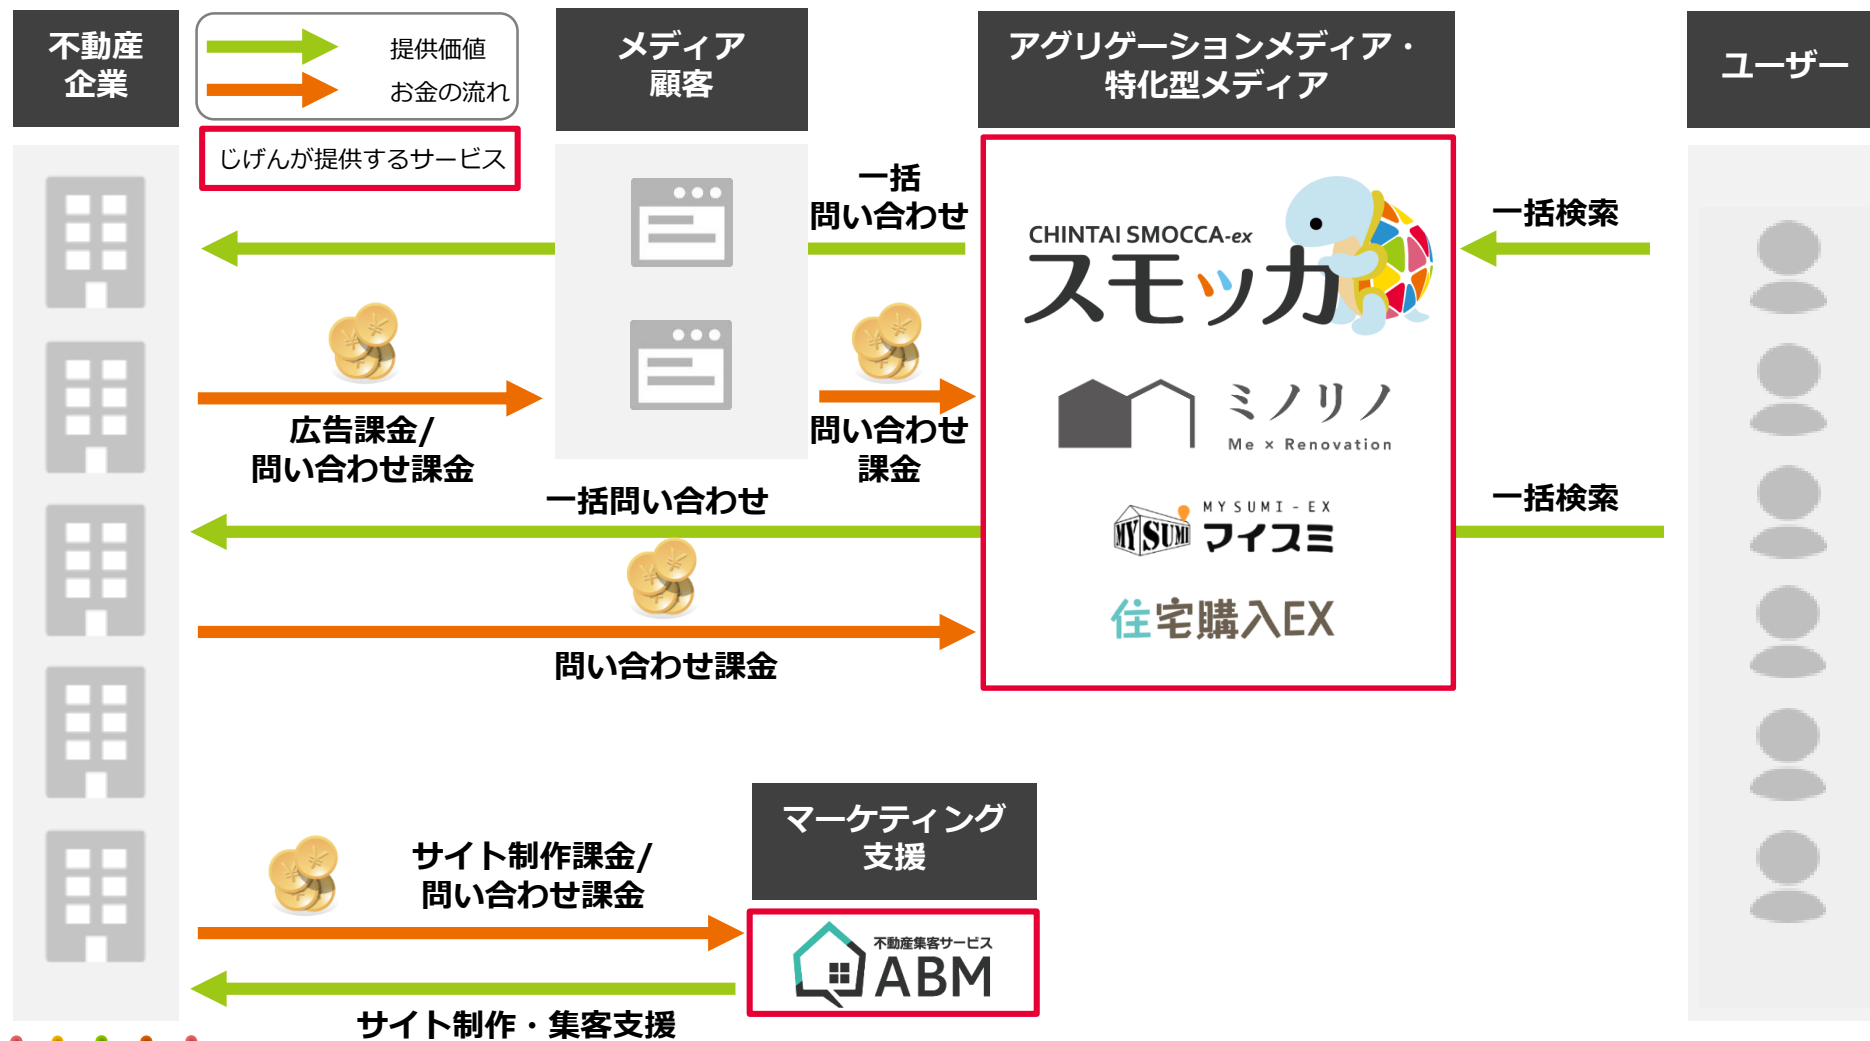 不動産
企業
提供価値
お金の流れ
じげんが提供するサービス
メディア
顧客
アグリゲーションメディア・
特化型メディア
ユーザー
一括
問い合わせ
一括検索
CHINTAI SMOCCA-ex
スモッカ
広告課金/
問い合わせ課金
問い合わせ
課金
ミノリノ
Me × Renovation
一括問い合わせ
一括検索
MYSUMI-EX
MY SUMI
マイスミ
住宅購入EX
問い合わせ課金
マーケティング
支援
サイト制作課金/
問い合わせ課金
不動産集客サービス
ABM
サイト制作・集客支援